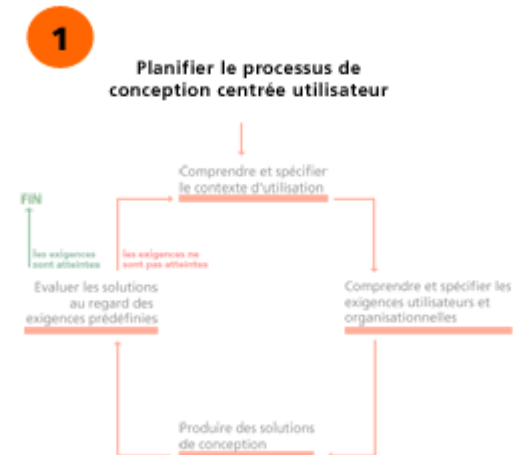 1
Planifier le processus de
conception centrée utilisateur
Comprendre et spécifier
le contexte d'utilisation
FIN
les exigences
sont atteintes
les exigences ne
sont pas atteintes
Evaluer les solutions
au regard des
exigences prédéfinies
Comprendre et spécifier les
exigences utilisateurs et
organisationnelles
Produire des solutions
de conception